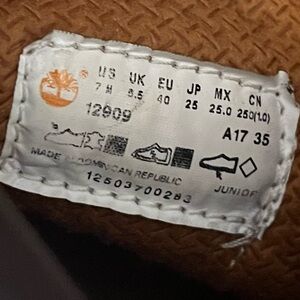 US UK EU JP MX CN
7 M 6.5 40 25 25.0 250(1.0)
12909
A17 35
MADE DOMINICAN REPUBLIC
JUNIOR
12503700283